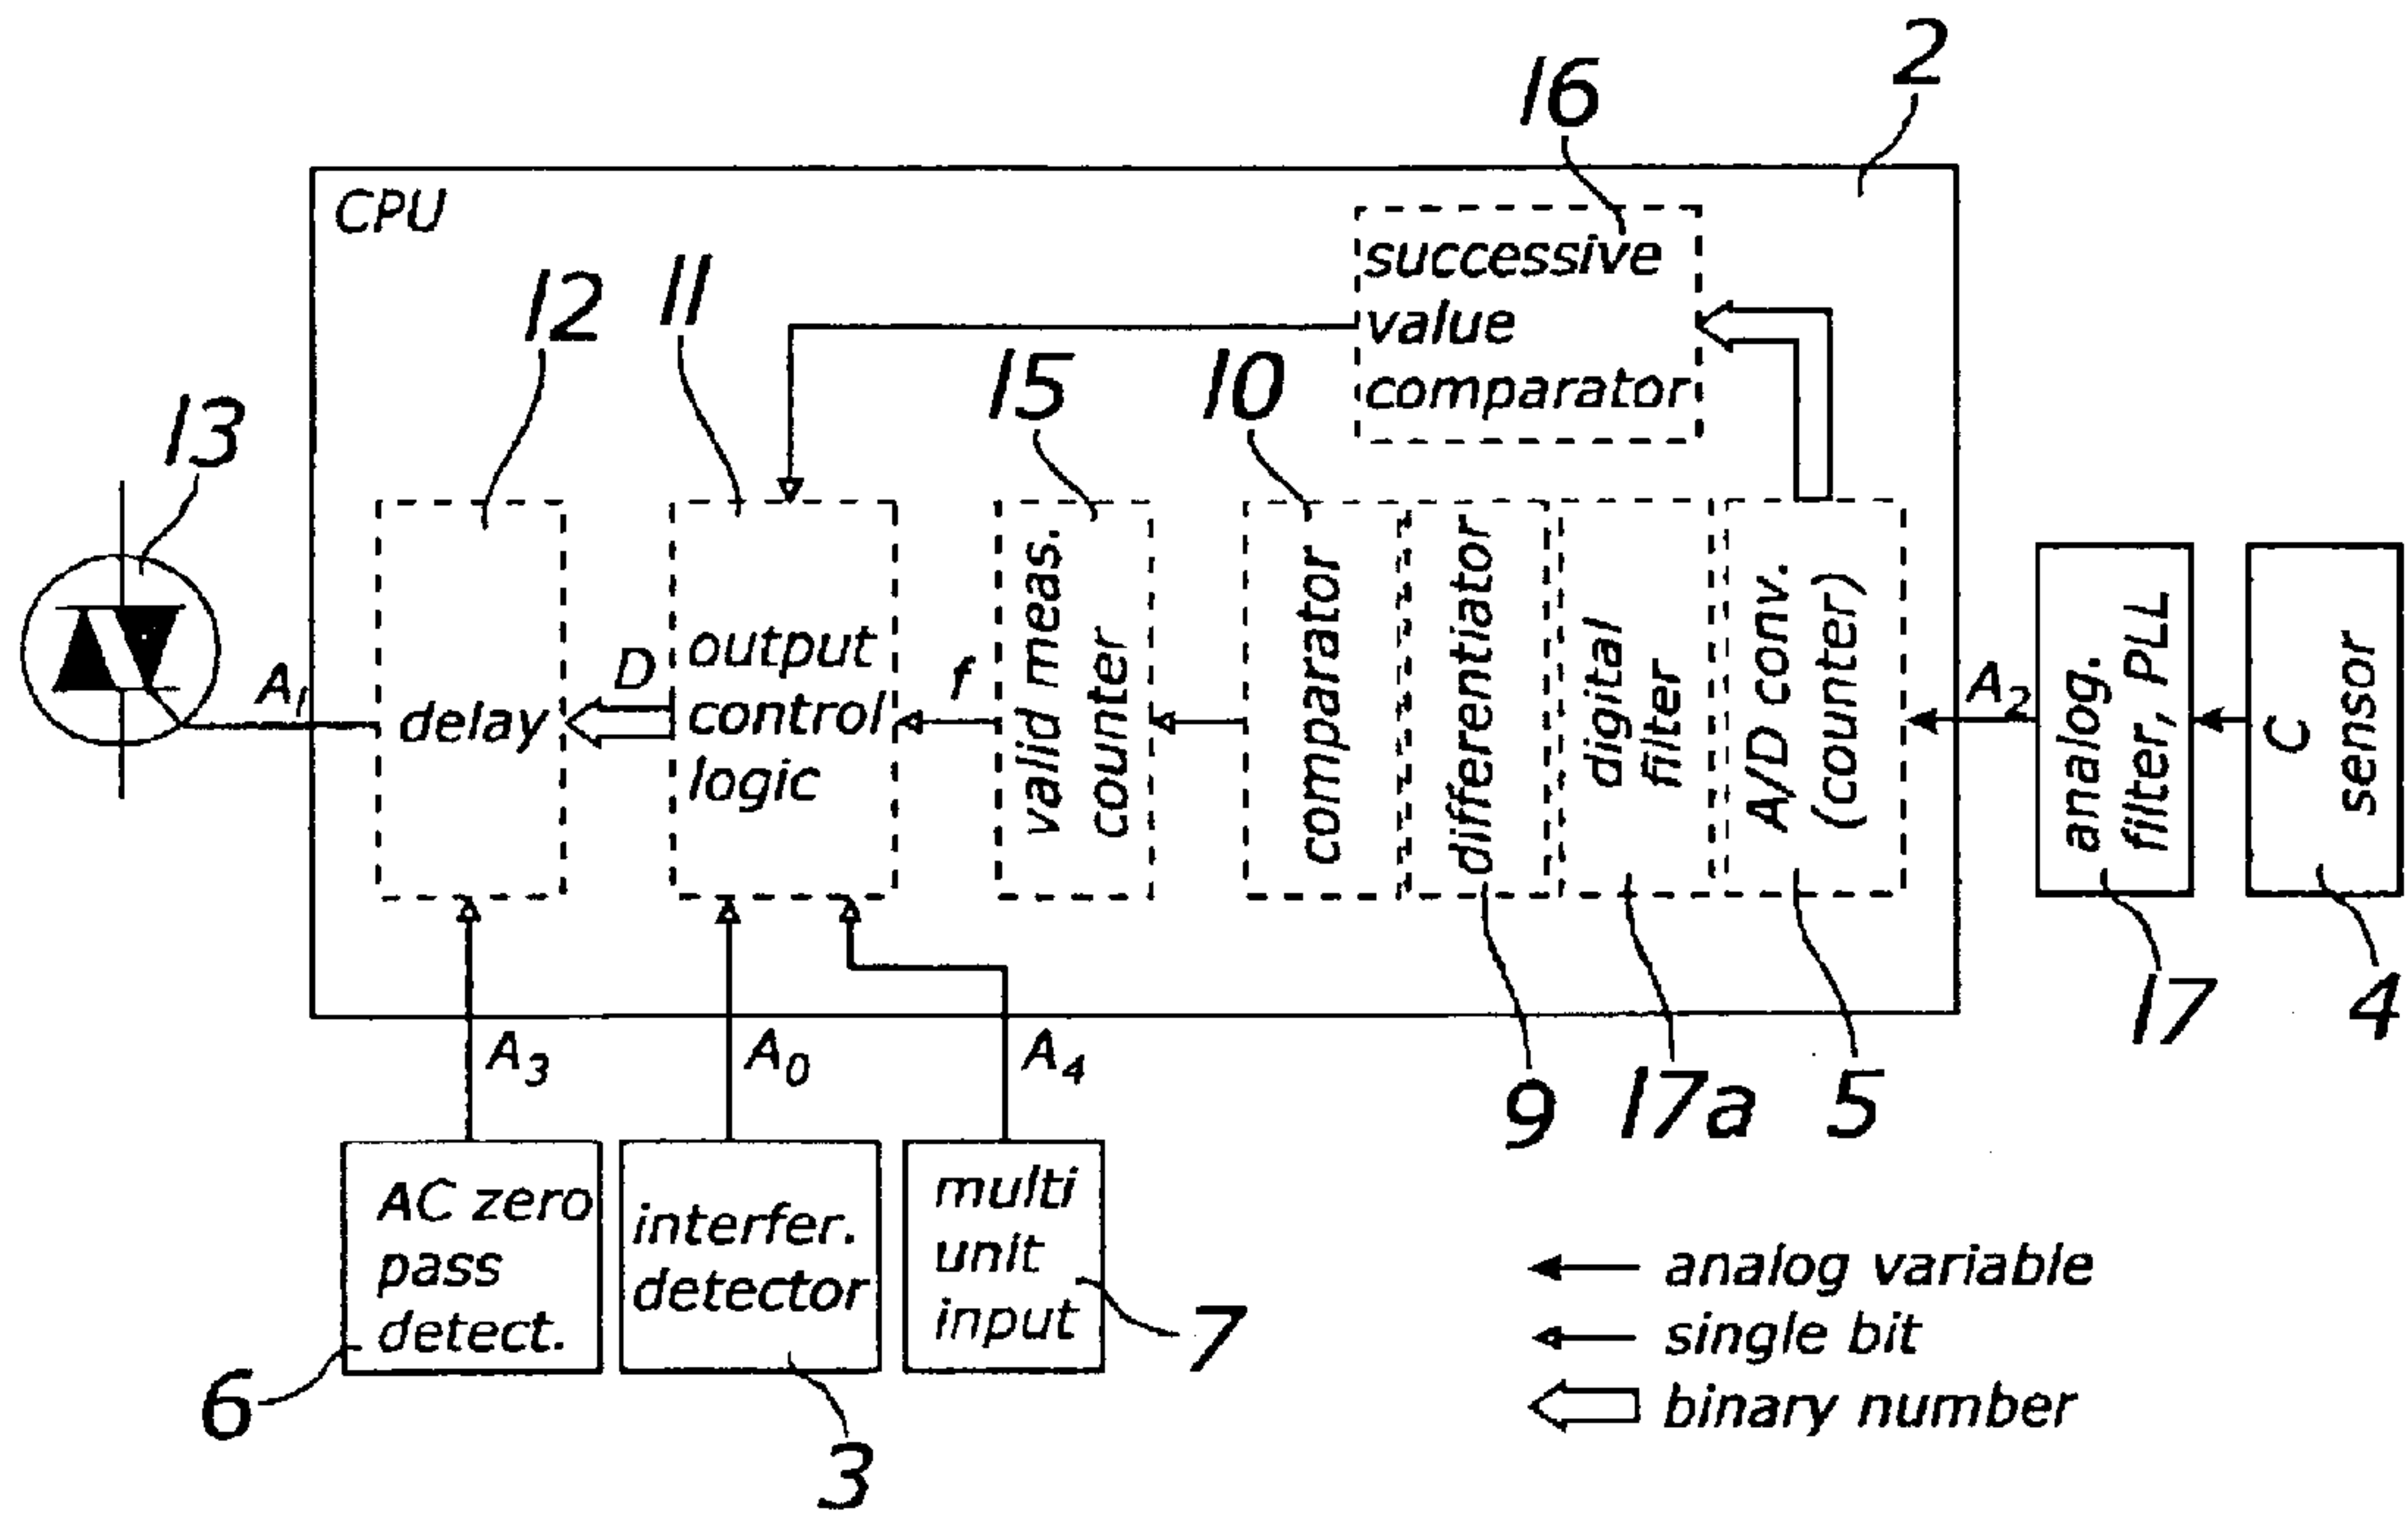 2
16
CPU
successive
value
comparator
11
12
15
10
13
A1
delay
D
output
control
logic
f
valid meas.
counter
comparator
differentiator
digital
filter
A/D conv.
(counter)
A2
analog.
filter, PLL
C
sensor
17
4
9
17a
5
A3
A0
A4
AC zero
pass
detect.
6
interfer.
detector
3
multi
unit
input
7
analog variable
single bit
binary number